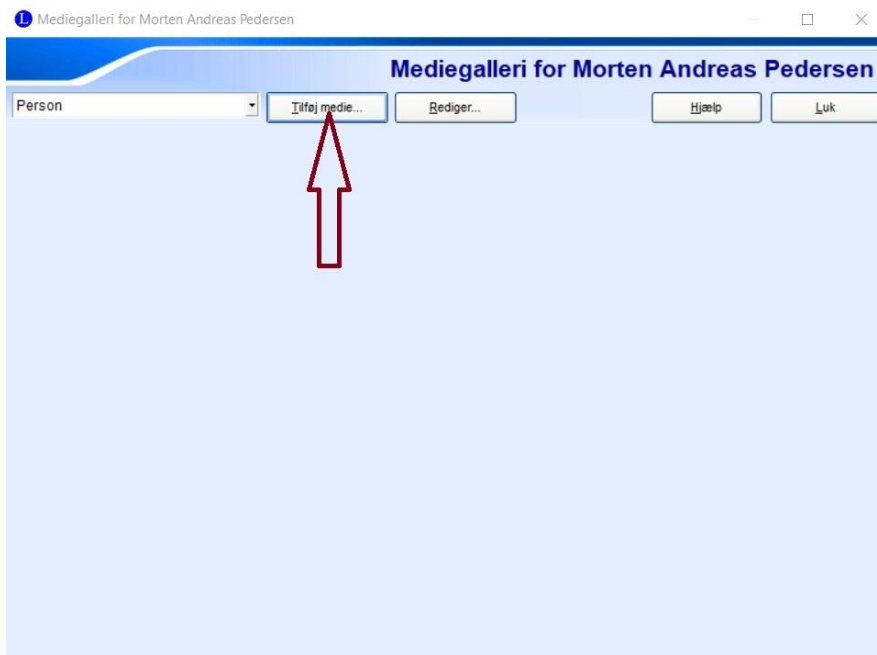 L Mediegalleri for Morten Andreas Pedersen
Mediegalleri for Morten Andreas Pedersen
Person Tilføj medie... Rediger... Hjælp Luk